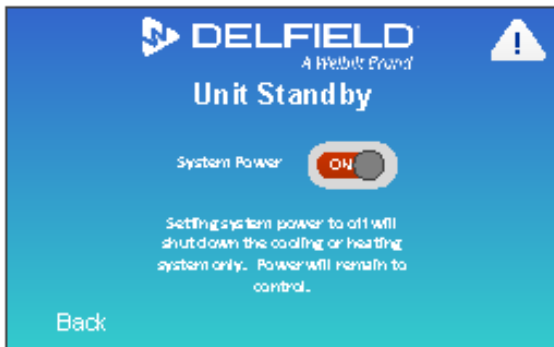 DELFIELD
A Welbilt Brand
Unit Standby
System Power
ON
Setting system power to off will
shut down the cooling or heating
system only. Power will remain to
control.
Back